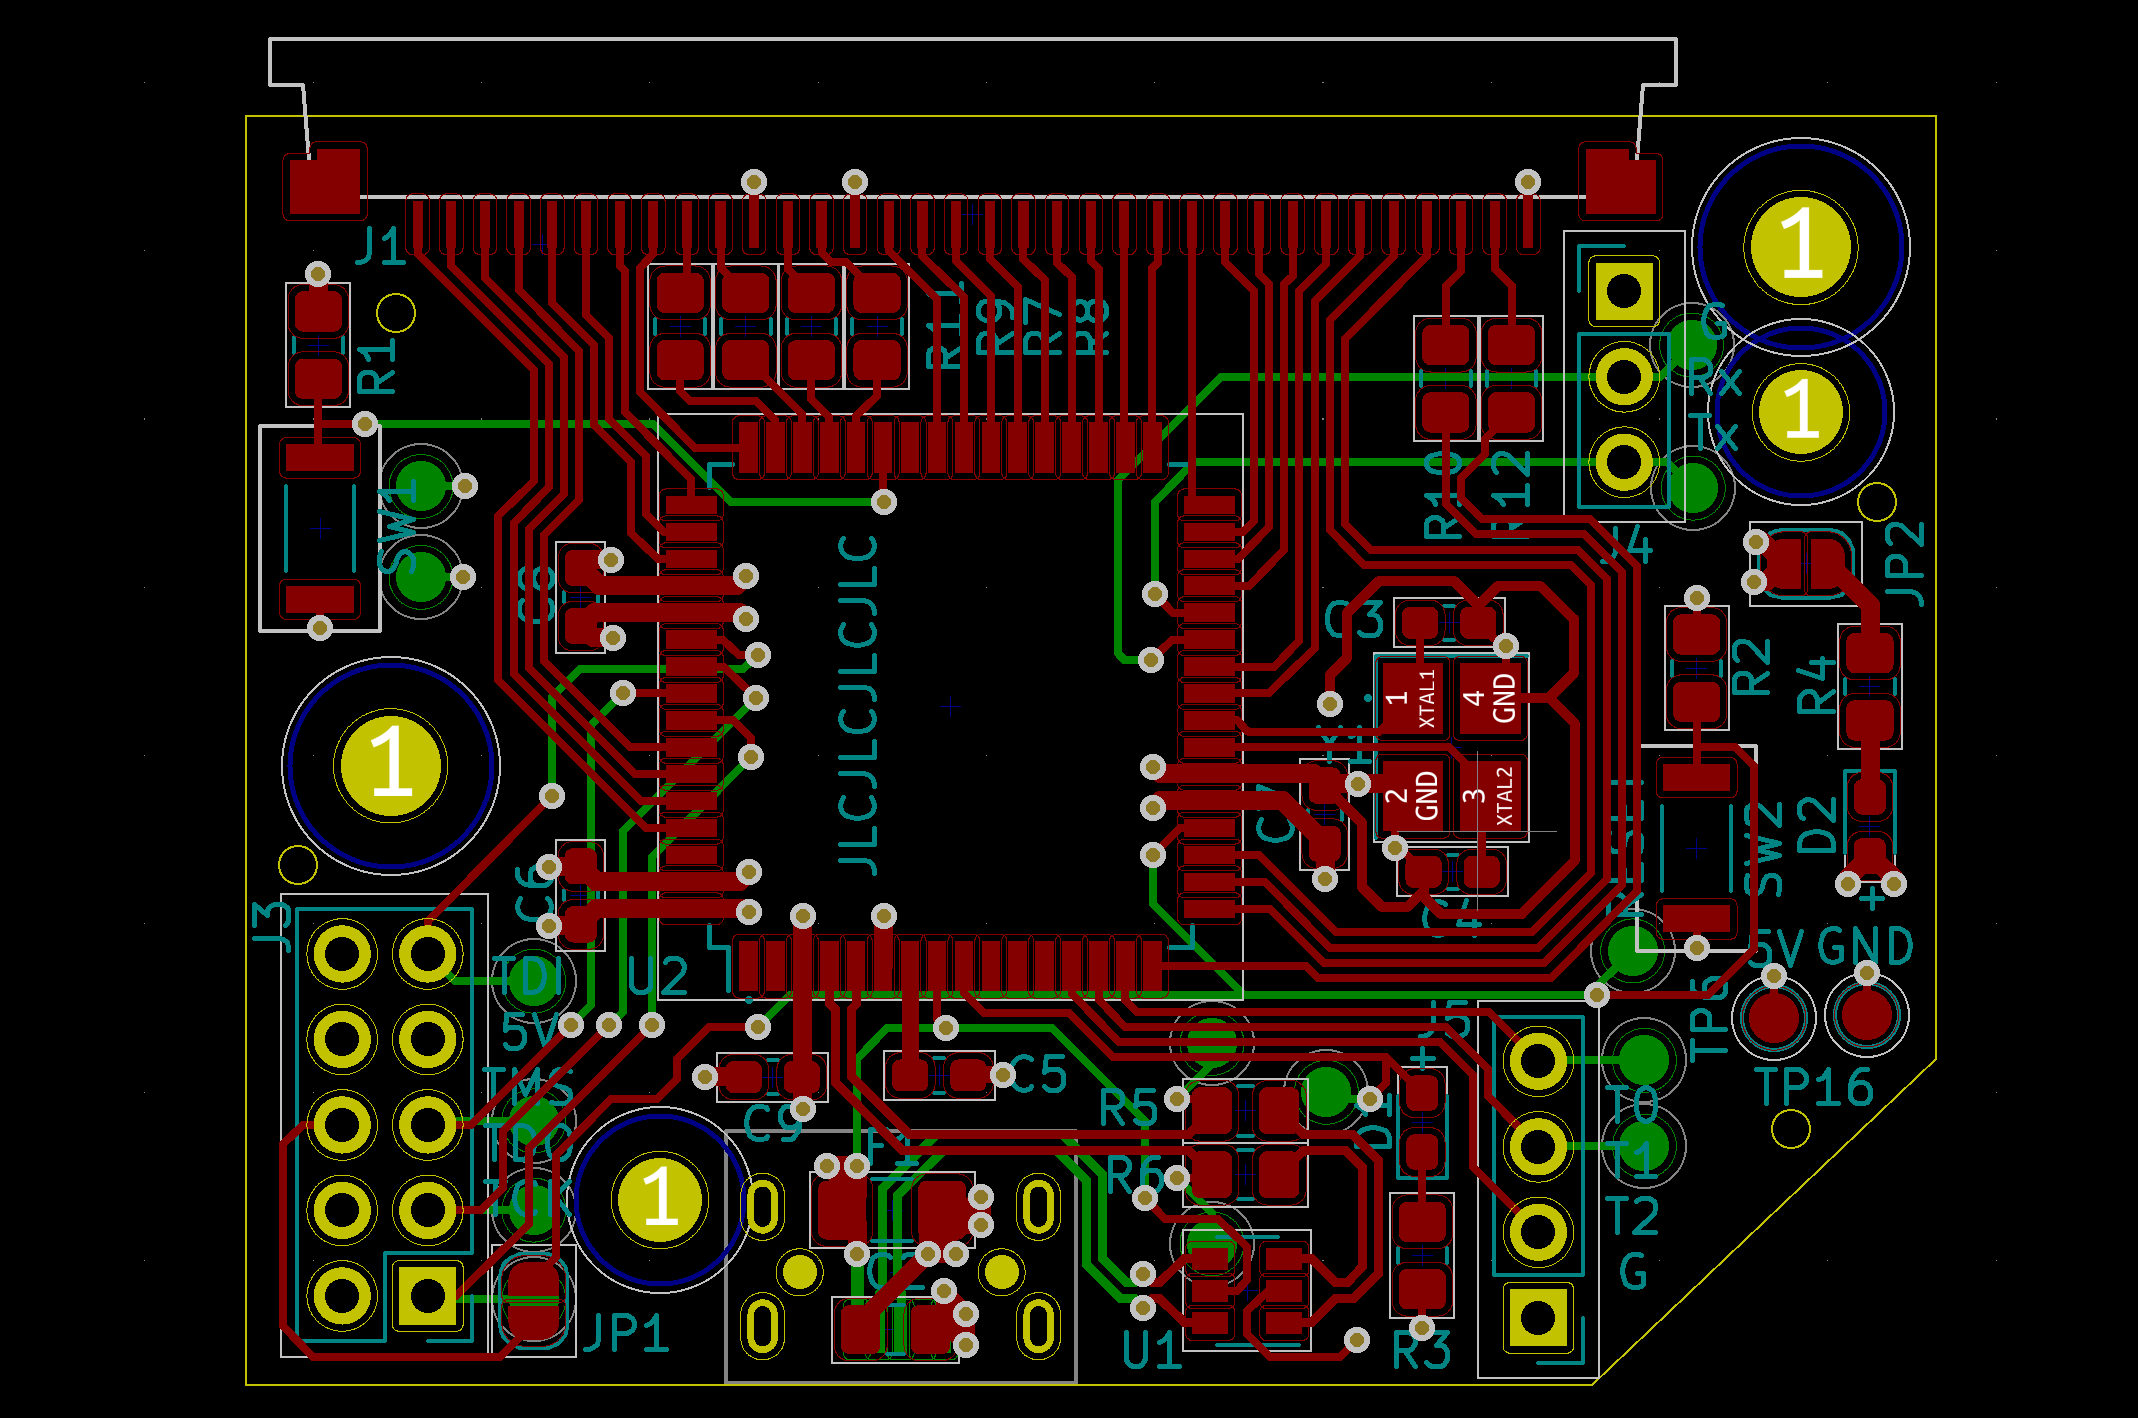 J1
1
R11
R9
R7
R8
G
Rx
Tx
R1
1
SW1
R10
R12
J4
JP2
JLCJLCJLCJLC
C8
C3
1
XTAL1
4
GND
R2
R4
1
2
GND
3
XTAL2
C7
SW2
D2
+
C6
C4
J3
5V
GND
TDI
U2
5V
J5
TP5
+
TMS
C5
TP16
R5
T0
C9
D1
TDO
F1
T1
R6
TCK
1
T2
C2
G
JP1
U1
R3